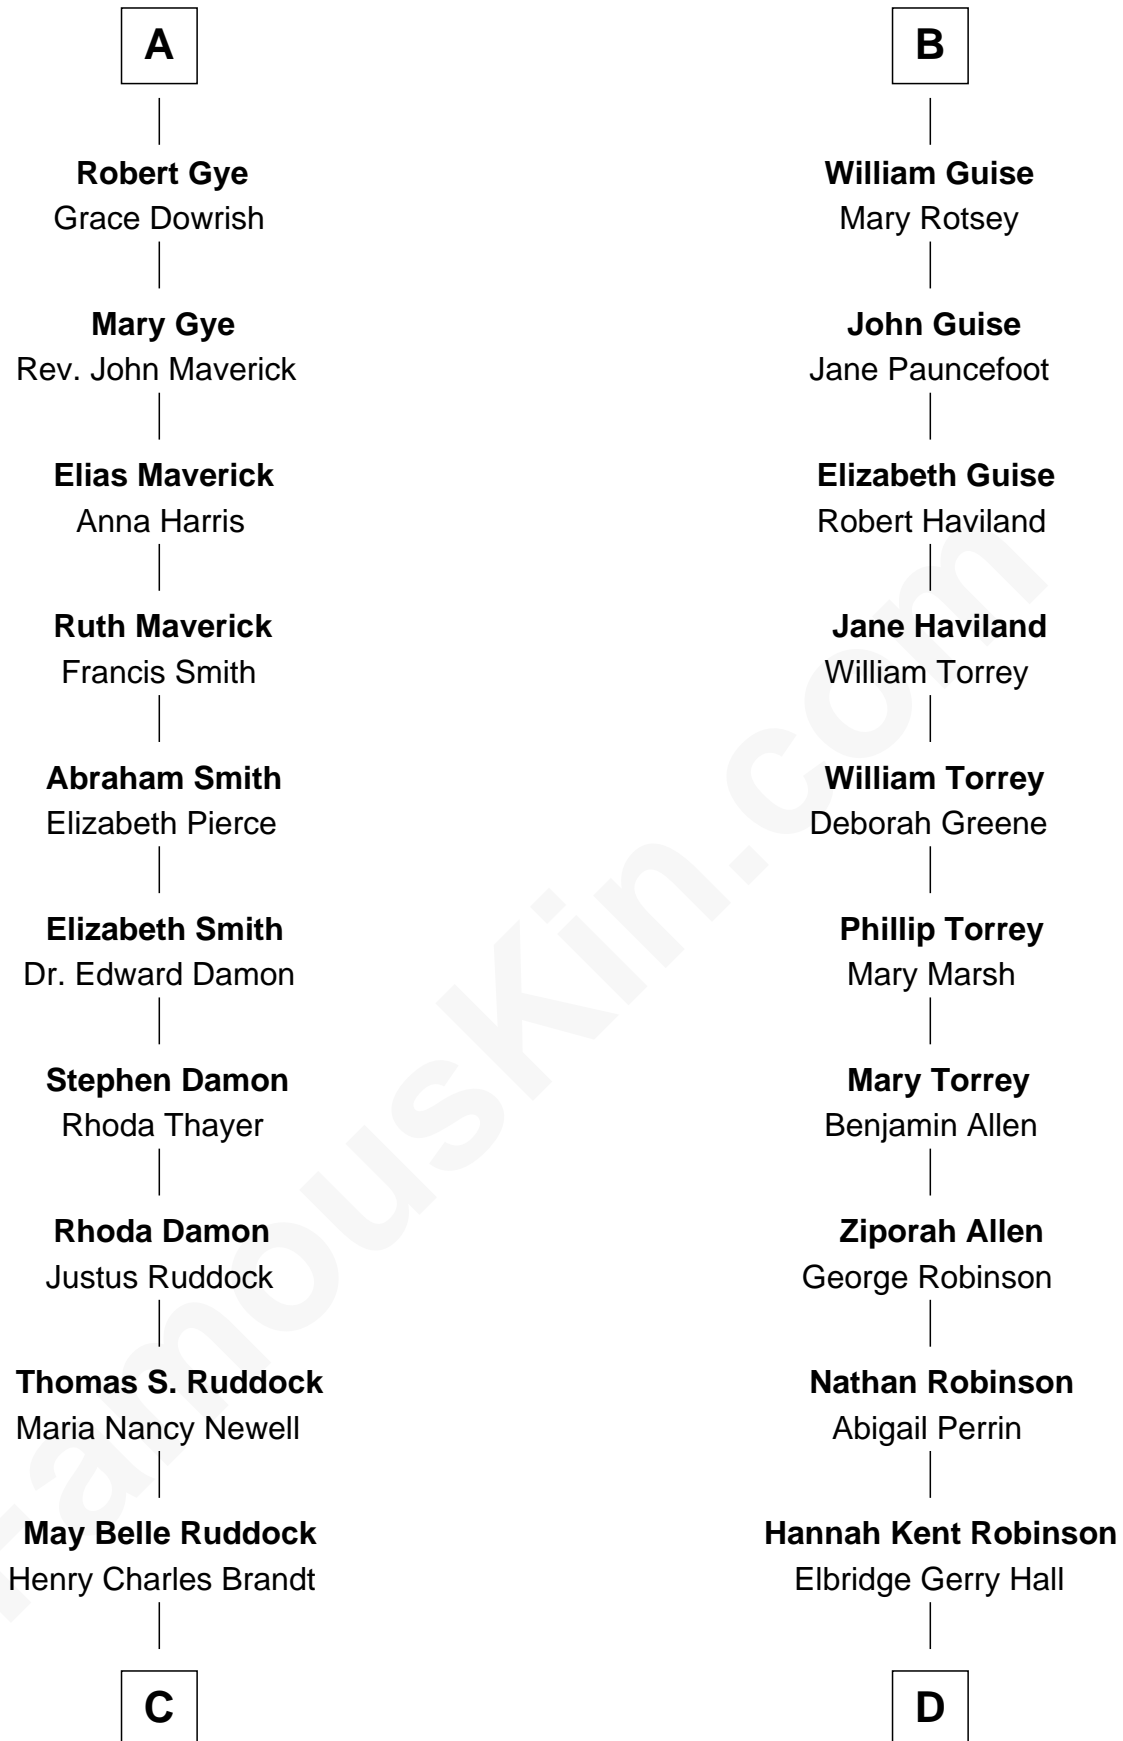 A
Robert Gye
Grace Dowrish
Mary Gye
Rev. John Maverick
Elias Maverick
Anna Harris
Ruth Maverick
Francis Smith
Abraham Smith
Elizabeth Pierce
Elizabeth Smith
Dr. Edward Damon
Stephen Damon
Rhoda Thayer
Rhoda Damon
Justus Ruddock
Thomas S. Ruddock
Maria Nancy Newell
May Belle Ruddock
Henry Charles Brandt
C
B
William Guise
Mary Rotsey
John Guise
Jane Pauncefoot
Elizabeth Guise
Robert Haviland
Jane Haviland
William Torrey
William Torrey
Deborah Greene
Phillip Torrey
Mary Marsh
Mary Torrey
Benjamin Allen
Ziporah Allen
George Robinson
Nathan Robinson
Abigail Perrin
Hannah Kent Robinson
Elbridge Gerry Hall
D
FamousKin.com